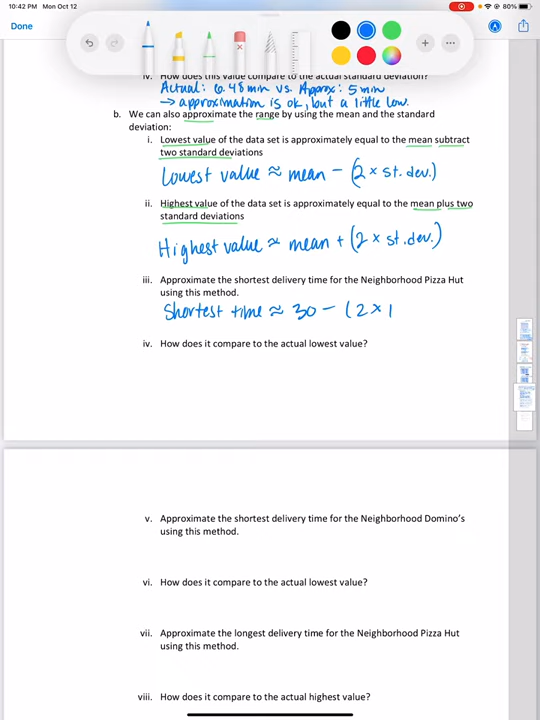 10:42 PM Mon Oct 12
80%
Done
iv. How does this value compare to the actual standard deviation?
Actual: 6.48 min vs. Approx: 5 min
→ approximation is ok, but a little low.
b. We can also approximate the range by using the mean and the standard
deviation:
i. Lowest value of the data set is approximately equal to the mean subtract
two standard deviations
Lowest value ≈ mean - (2 × st. dev.)
ii. Highest value of the data set is approximately equal to the mean plus two
standard deviations
Highest value ≈ mean + (2 × st. dev.)
iii. Approximate the shortest delivery time for the Neighborhood Pizza Hut
using this method.
Shortest time ≈ 30 - (2 × 1
iv. How does it compare to the actual lowest value?
v. Approximate the shortest delivery time for the Neighborhood Domino's
using this method.
vi. How does it compare to the actual lowest value?
vii. Approximate the longest delivery time for the Neighborhood Pizza Hut
using this method.
viii. How does it compare to the actual highest value?